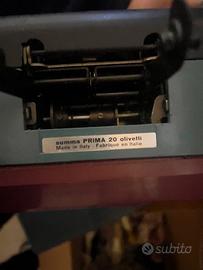 summa PRIMA 20 olivetti
Made in Italy - Fabriqué en Italie
subito